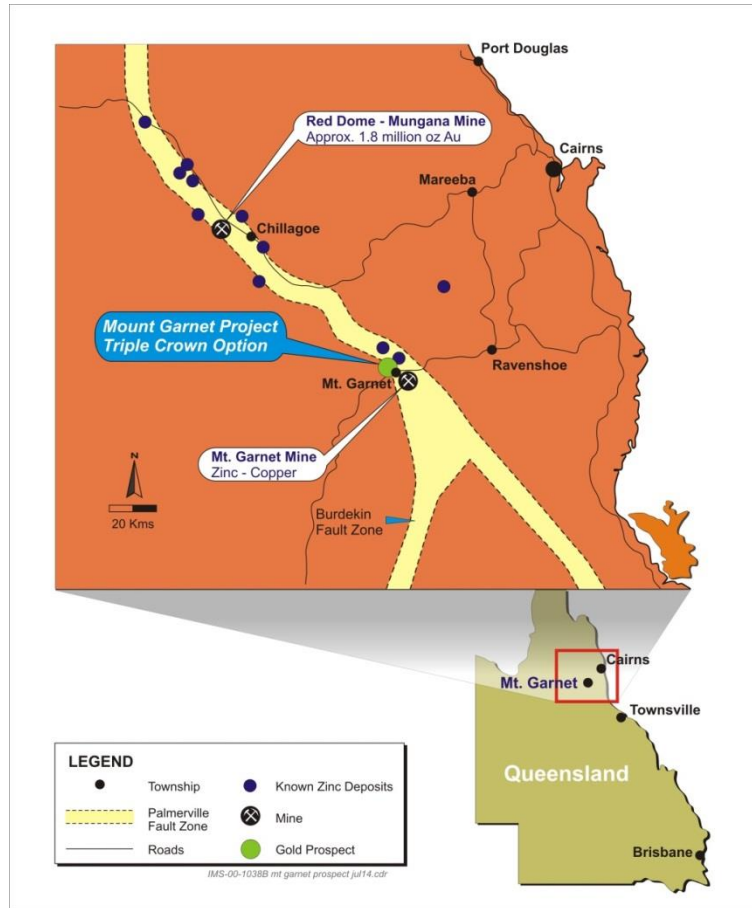 Port Douglas
Red Dome - Mungana Mine
Approx. 1.8 million oz Au
Cairns
Mareeba
Chillagoe
Mount Garnet Project
Triple Crown Option
Ravenshoe
Mt. Garnet
Mt. Garnet Mine
Zinc - Copper
N
20 Kms
Burdekin
Fault Zone
Cairns
Mt. Garnet
Townsville
Queensland
Brisbane
LEGEND
Township
Known Zinc Deposits
Palmerville
Fault Zone
Mine
Roads
Gold Prospect
IMS-00-1038B mt garnet prospect jul14.cdr